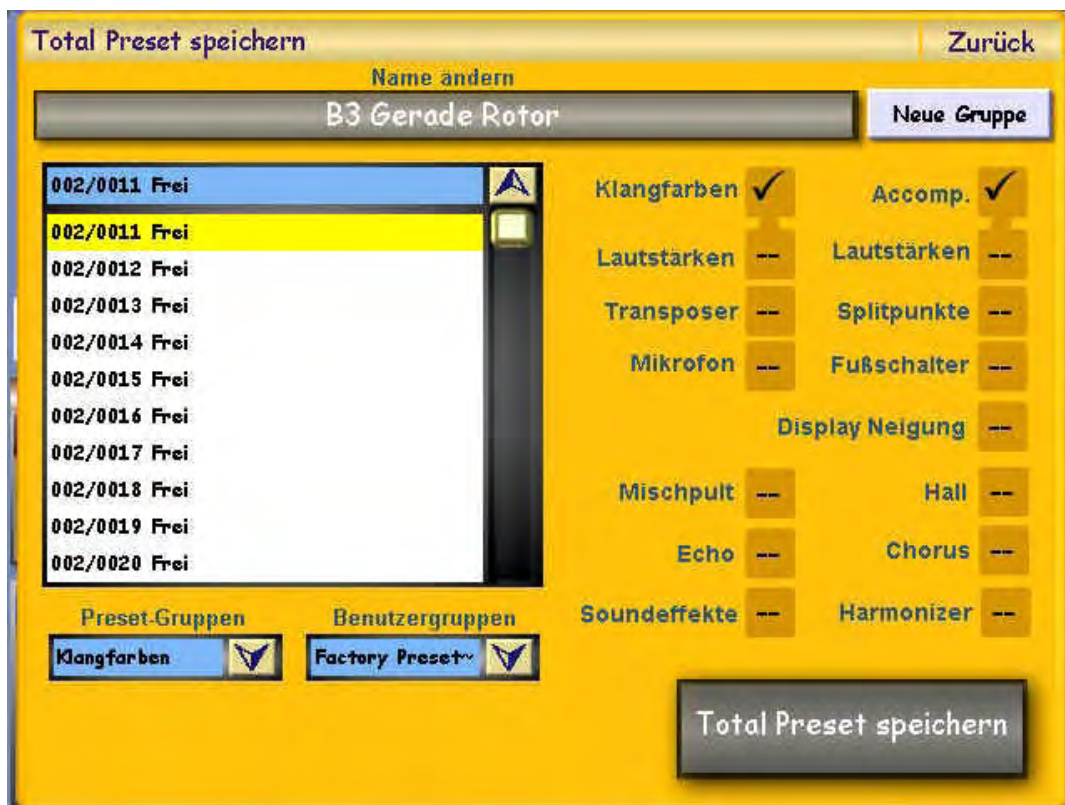 Total Preset speichern Zurück
Name ändern
B3 Gerade Rotor Neue Gruppe
002/0011 Frei
002/0011 Frei
002/0012 Frei
002/0013 Frei
002/0014 Frei
002/0015 Frei
002/0016 Frei
002/0017 Frei
002/0018 Frei
002/0019 Frei
002/0020 Frei
Preset-Gruppen Benutzergruppen
Klangfarben Factory Preset~
Klangfarben ✓ Accomp. ✓
Lautstärken -- Lautstärken --
Transposer -- Splitpunkte --
Mikrofon -- Fußschalter --
Display Neigung --
Mischpult -- Hall --
Echo -- Chorus --
Soundeffekte -- Harmonizer --
Total Preset speichern